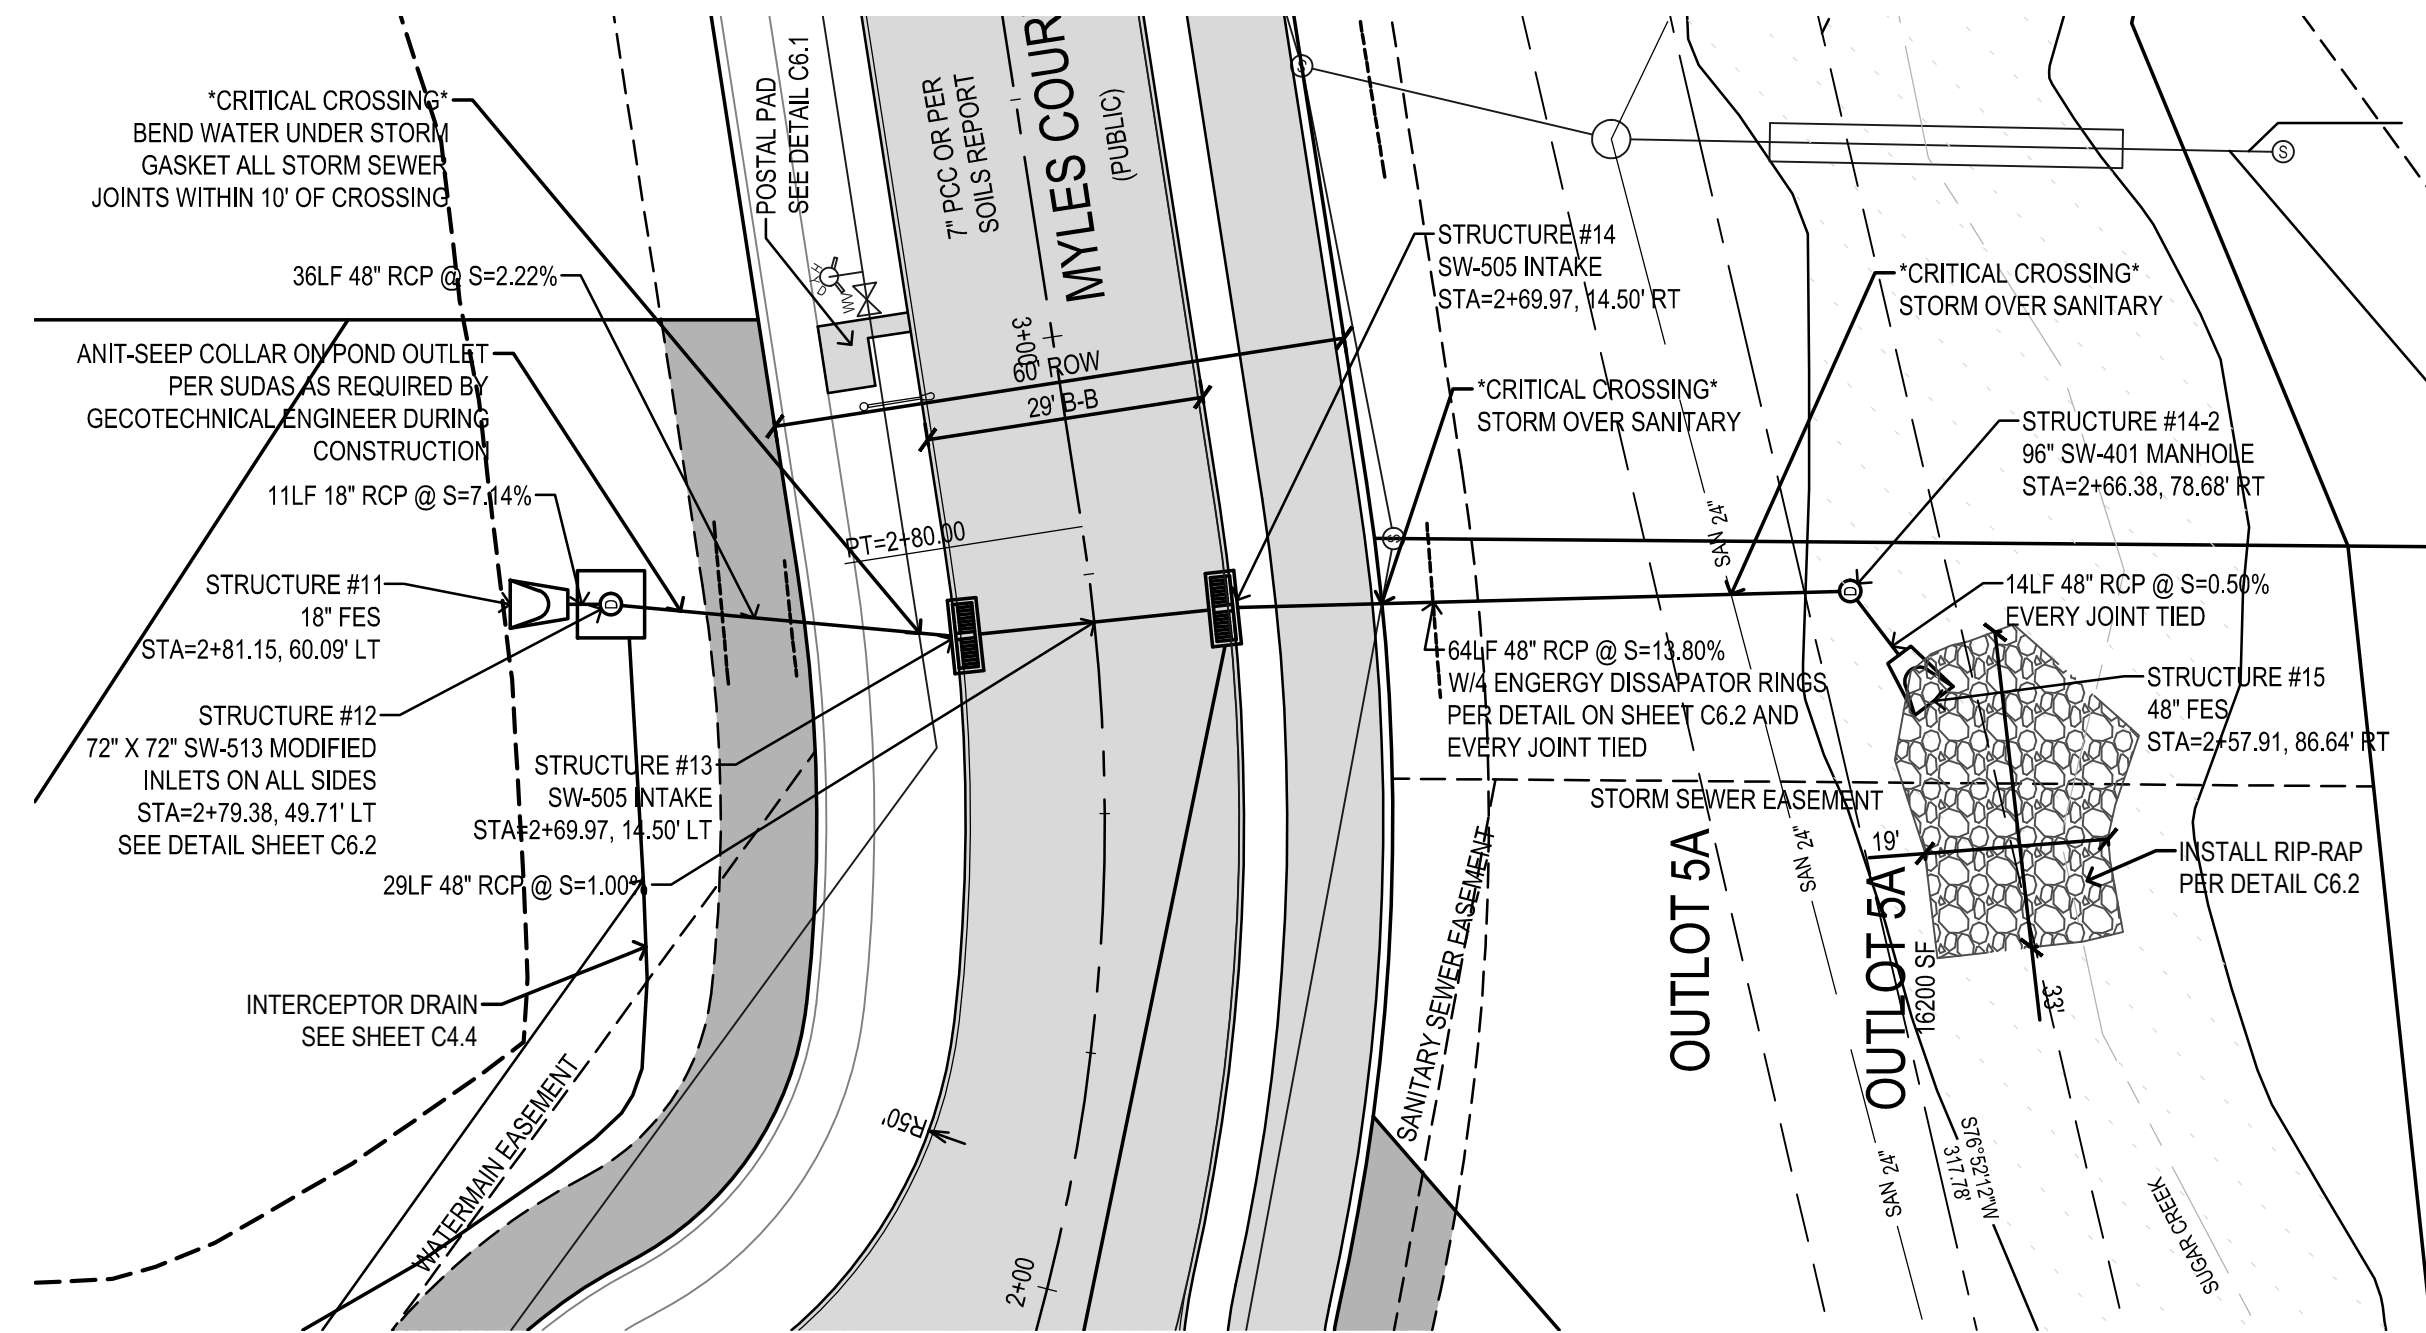 *CRITICAL CROSSING*
BEND WATER UNDER STORM
GASKET ALL STORM SEWER
JOINTS WITHIN 10' OF CROSSING
36LF 48" RCP @ S=2.22%
ANIT-SEEP COLLAR ON POND OUTLET
PER SUDAS AS REQUIRED BY
GECOTECHNICAL ENGINEER DURING
CONSTRUCTION
11LF 18" RCP @ S=7.14%
STRUCTURE #11
18" FES
STA=2+81.15, 60.09' LT
STRUCTURE #12
72" X 72" SW-513 MODIFIED
INLETS ON ALL SIDES
STA=2+79.38, 49.71' LT
SEE DETAIL SHEET C6.2
STRUCTURE #13
SW-505 INTAKE
STA=2+69.97, 14.50' LT
29LF 48" RCP @ S=1.00%
INTERCEPTOR DRAIN
SEE SHEET C4.4
WATERMAIN EASEMENT
POSTAL PAD
SEE DETAIL C6.1
HYD
WV
7" PCC OR PER
SOILS REPORT
MYLES COUR
(PUBLIC)
3+00
60' ROW
29' B-B
PT=2+80.00
D
R50'
2+00
S
S
S
STRUCTURE #14
SW-505 INTAKE
STA=2+69.97, 14.50' RT
*CRITICAL CROSSING*
STORM OVER SANITARY
*CRITICAL CROSSING*
STORM OVER SANITARY
STRUCTURE #14-2
96" SW-401 MANHOLE
STA=2+66.38, 78.68' RT
SAN 24"
D
14LF 48" RCP @ S=0.50%
EVERY JOINT TIED
64LF 48" RCP @ S=13.80%
W/4 ENGERGY DISSAPATOR RINGS
PER DETAIL ON SHEET C6.2 AND
EVERY JOINT TIED
STRUCTURE #15
48" FES
STA=2+57.91, 86.64' RT
STORM SEWER EASEMENT
SANITARY SEWER EASEMENT
OUTLOT 5A
SAN 24"
19'
OUTLOT 5A
16200 SF
33'
INSTALL RIP-RAP
PER DETAIL C6.2
SAN 24"
S76°52'12"W
317.78'
SUGAR CREEK